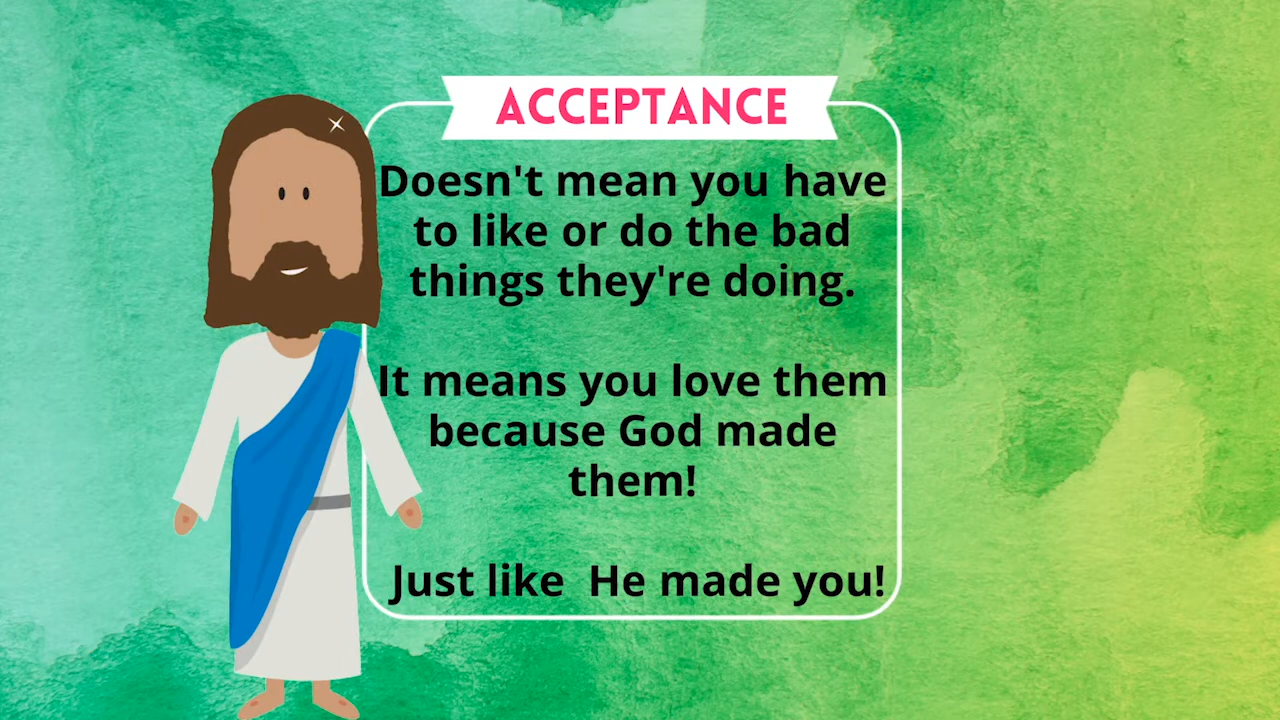 ACCEPTANCE
Doesn't mean you have
to like or do the bad
things they're doing.
It means you love them
because God made
them!
Just like  He made you!